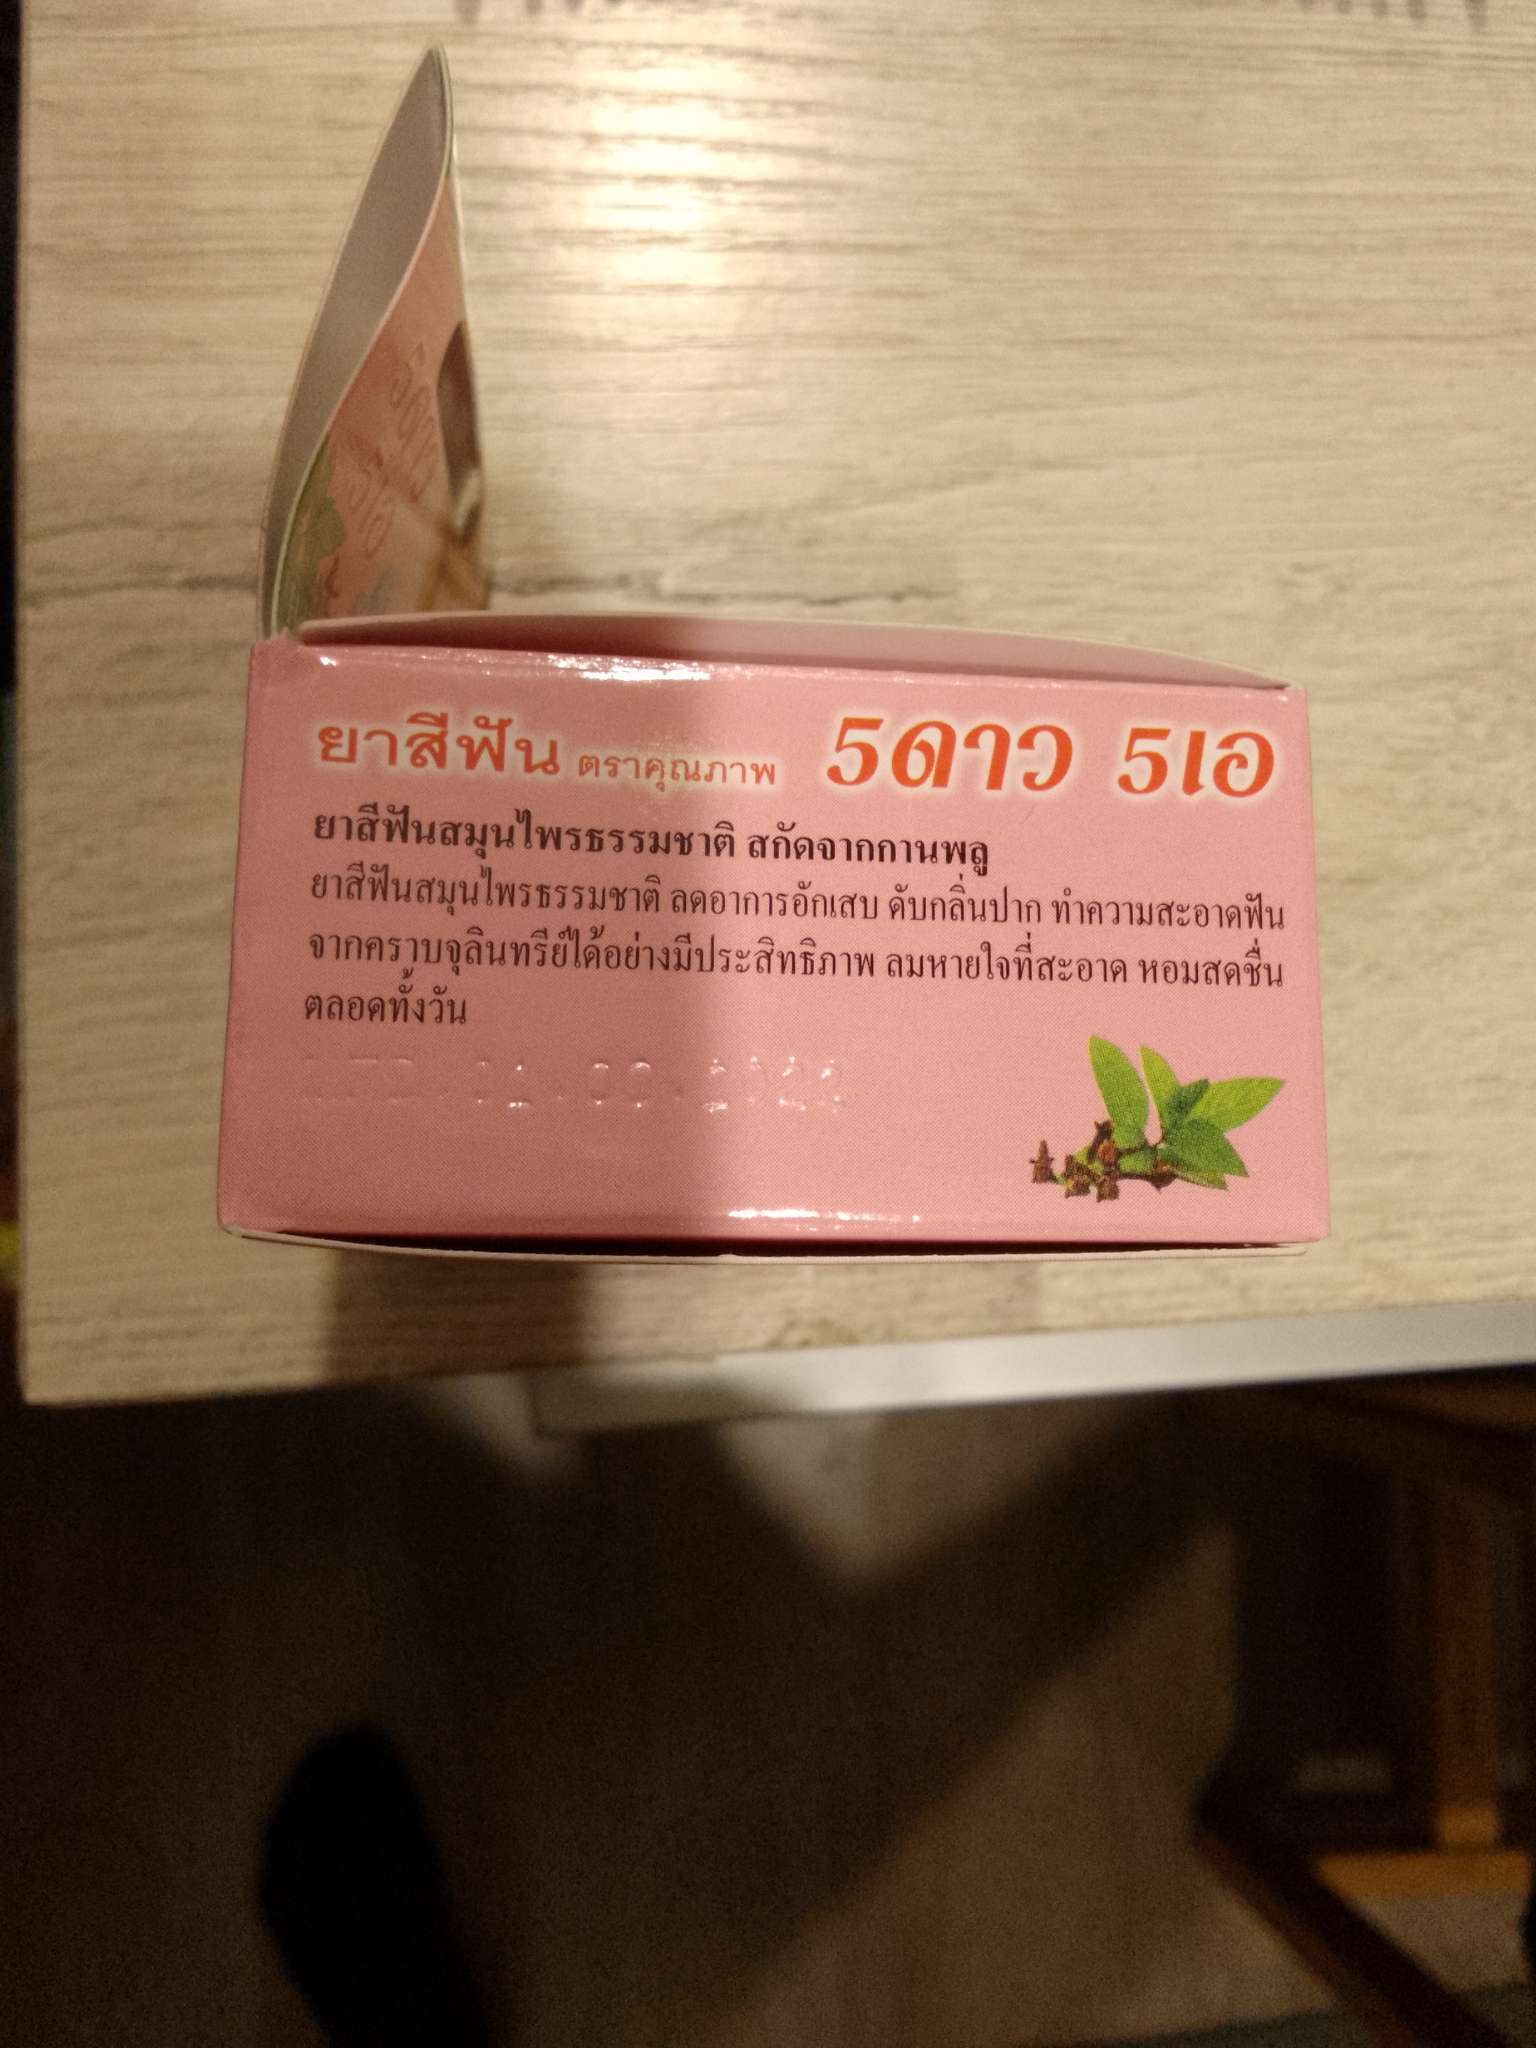 ยาสีฟัน ตราคุณภาพ 5ดาว 5เอ
ยาสีฟันสมุนไพรธรรมชาติ สกัดจากกานพลู
ยาสีฟันสมุนไพรธรรมชาติ ลดอาการอักเสบ ดับกลิ่นปาก ทำความสะอาดฟัน
จากคราบจุลินทรีย์ได้อย่างมีประสิทธิภาพ ลมหายใจที่สะอาด หอมสดชื่น
ตลอดทั้งวัน